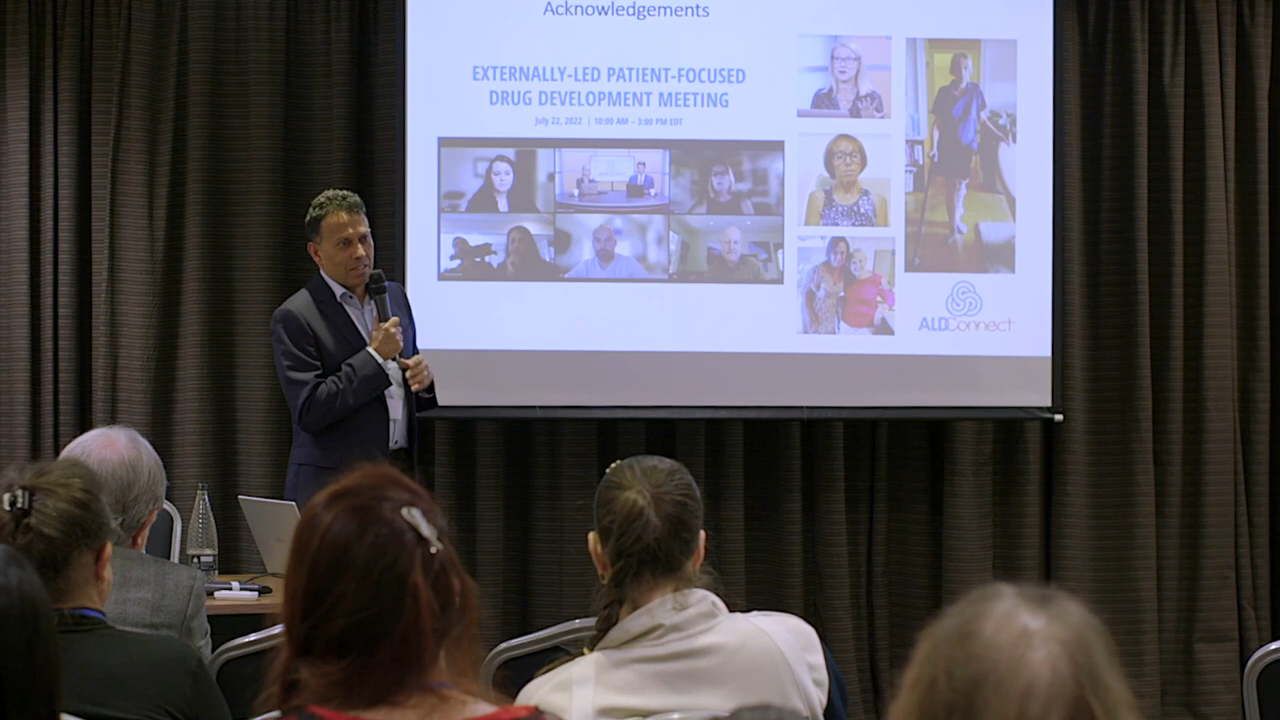 Acknowledgements
EXTERNALLY-LED PATIENT-FOCUSED
DRUG DEVELOPMENT MEETING
July 22, 2022 | 10:00 AM – 3:00 PM EDT
ALDConnect